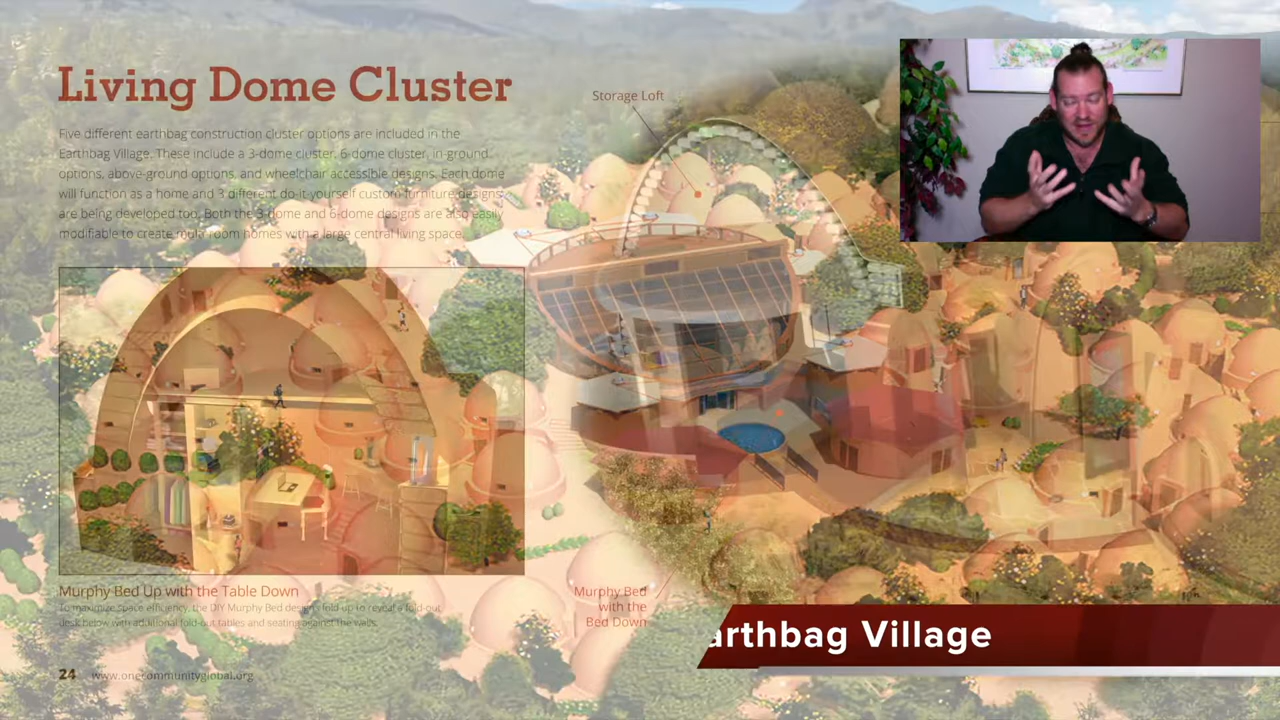 Living Dome Cluster
Storage Loft
Five different earthbag construction cluster options are included in the
Earthbag Village. These include a 3-dome cluster, 6-dome cluster, in-ground
options, above-ground options, and wheelchair accessible designs. Each dome
will function as a home and 3 different do-it-yourself custom furniture designs
are being developed too. Both the 3-dome and 6-dome designs are also easily
modifiable to create room homes with a large central living space.
Murphy Bed Up with the Table Down
To maximize space efficiency, the DIY Murphy Bed design fold up to reveal a fold-out
desk below with additional fold-out tables and seating against the walls.
Murphy Bed
with the
Bed Down
arthbag Village
24 www.onecommunityglobal.org